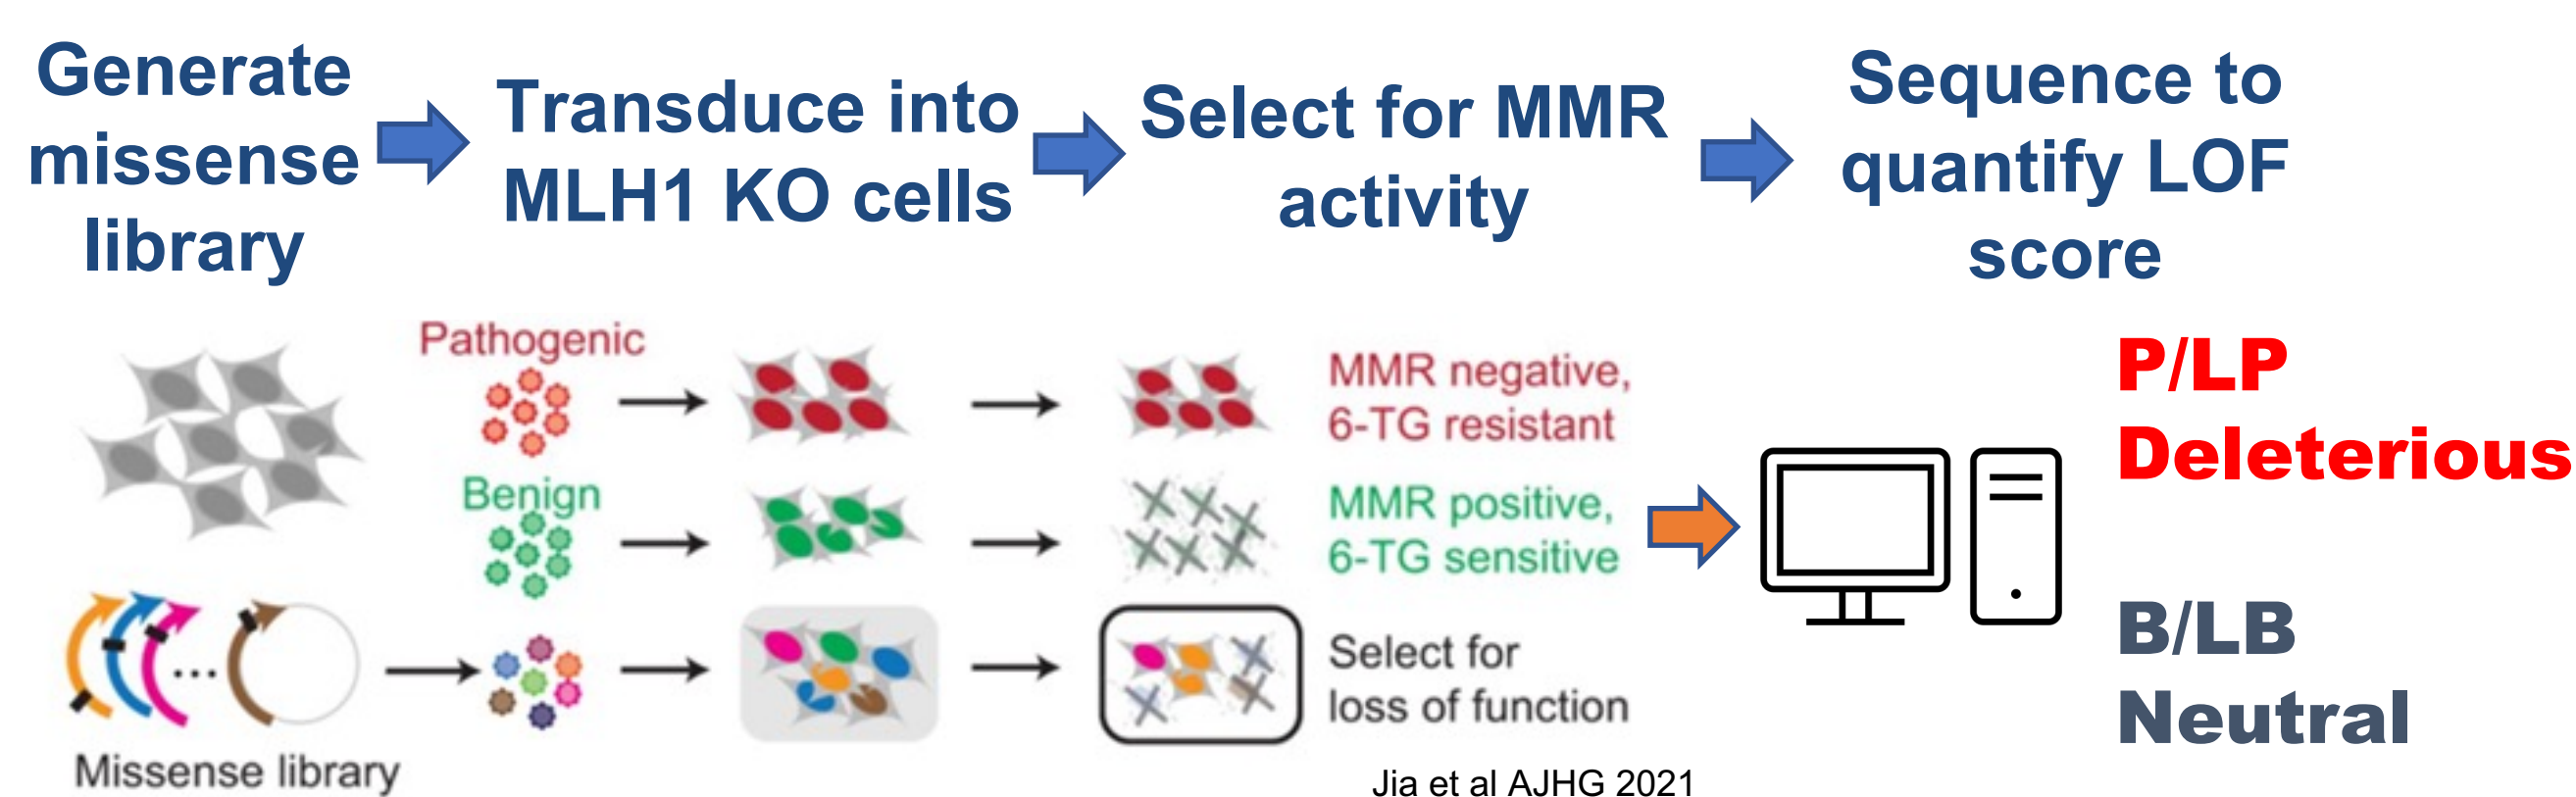 Generate
missense
library
Transduce into
MLH1 KO cells
Select for MMR
activity
Sequence to
quantify LOF
score
Pathogenic
MMR negative,
6-TG resistant
Benign
MMR positive,
6-TG sensitive
Select for
loss of function
...
Missense library
P/LP
Deleterious
B/LB
Neutral
Jia et al AJHG 2021